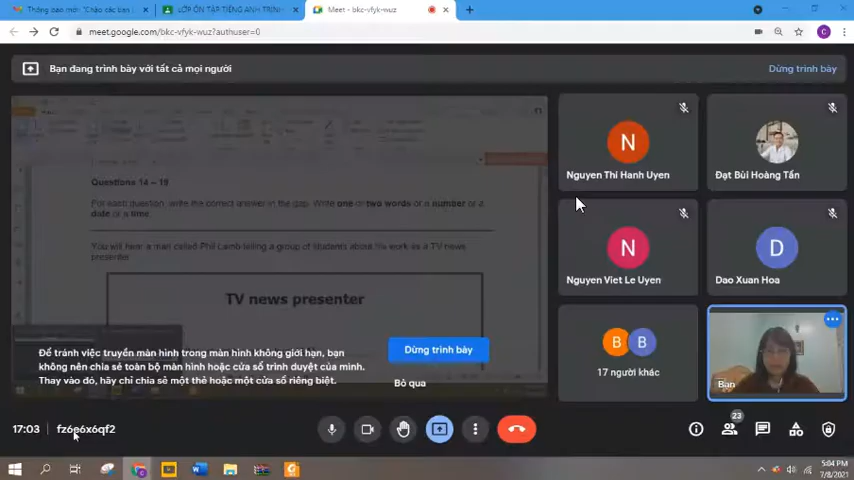 Thông báo mới: "Chào các bạn
LỚP ÔN TẬP TIẾNG ANH TRÌNH
Meet - bkc-vfyk-wuz
meet.google.com/bkc-vfyk-wuz?authuser=0
C
Bạn đang trình bày với tất cả mọi người
Dừng trình bày
Questions 14 – 19
For each question, write the correct answer in the gap. Write one or two words or a number or a
date or a time.
You will hear a man called Phil Lamb telling a group of students about his work as a TV news
presenter
TV news presenter
Để tránh việc truyền màn hình trong màn hình không giới hạn, bạn
không nên chia sẻ toàn bộ màn hình hoặc cửa sổ trình duyệt của mình.
Thay vào đó, hãy chỉ chia sẻ một thẻ hoặc một cửa sổ riêng biệt.
Dừng trình bày
Bỏ qua
N
Nguyen Thi Hanh Uyen
Đạt Bùi Hoàng Tấn
N
Nguyen Viet Le Uyen
D
Dao Xuan Hoa
B B
17 người khác
Bạn
17:03 | fz6p6x6qf2
23
5:04 PM
7/8/2021